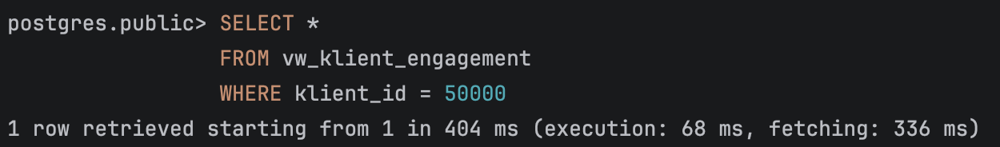 postgres.public> SELECT *
FROM vw_klient_engagement
WHERE klient_id = 50000
1 row retrieved starting from 1 in 404 ms (execution: 68 ms, fetching: 336 ms)